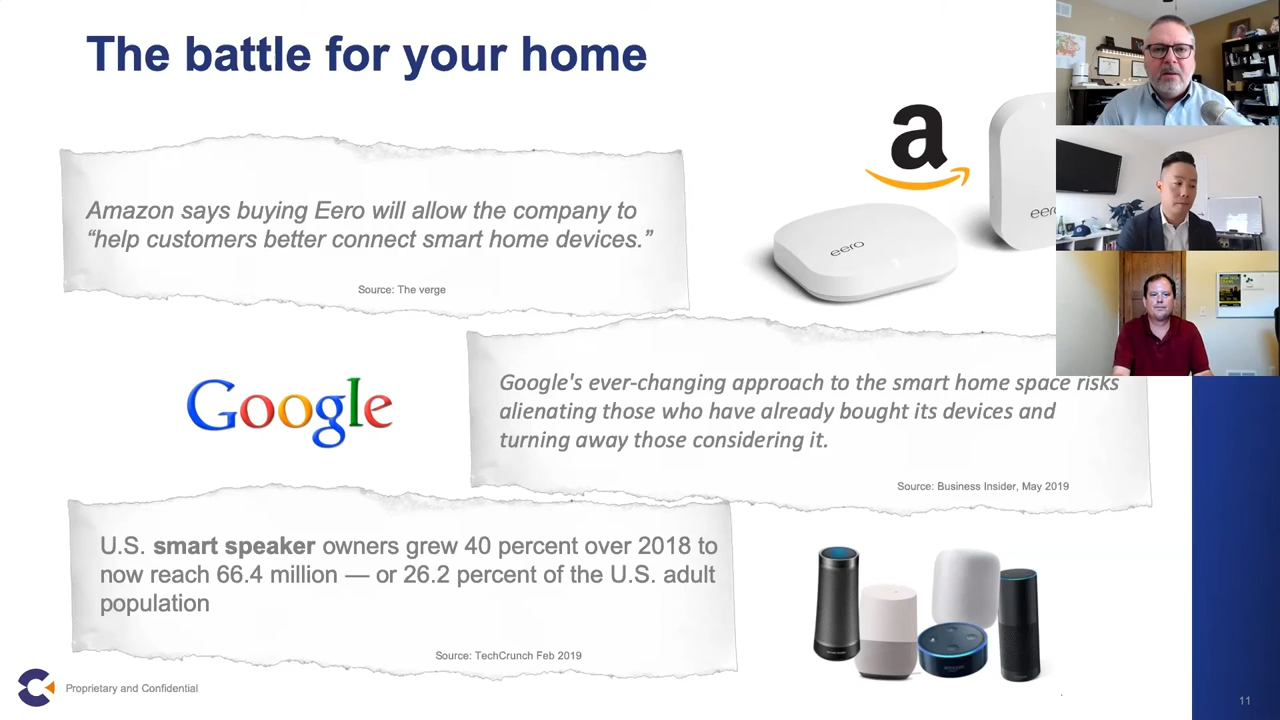 The battle for your home
a
eero
eero
Amazon says buying Eero will allow the company to
“help customers better connect smart home devices.”
Source: The verge
Google
Google's ever-changing approach to the smart home space risks
alienating those who have already bought its devices and
turning away those considering it.
Source: Business Insider, May 2019
U.S. smart speaker owners grew 40 percent over 2018 to
now reach 66.4 million — or 26.2 percent of the U.S. adult
population
Source: TechCrunch Feb 2019
Proprietary and Confidential
11